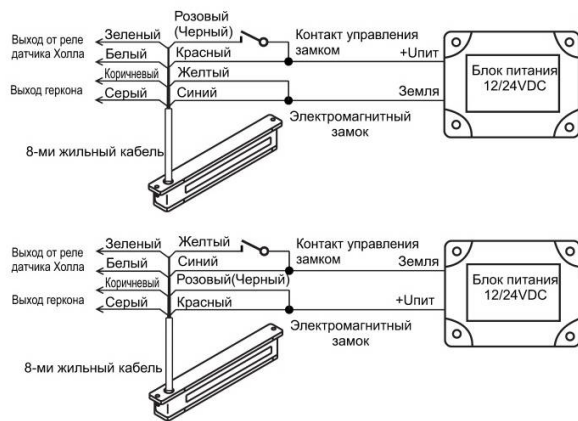 Розовый
Зеленый (Черный) Контакт управления
Выход от реле
датчика Холла
замком
Белый Красный +Uпит
Коричневый Желтый
Блок питания
12/24VDC
Выход геркона
Серый Синий Земля
Электромагнитный
замок
8-ми жильный кабель
Зеленый Желтый Контакт управления
Выход от реле
датчика Холла
замком
Белый Синий Земля
Коричневый Розовый(Черный)
Блок питания
12/24VDC
Выход геркона
Серый Красный +Uпит
Электромагнитный
замок
8-ми жильный кабель